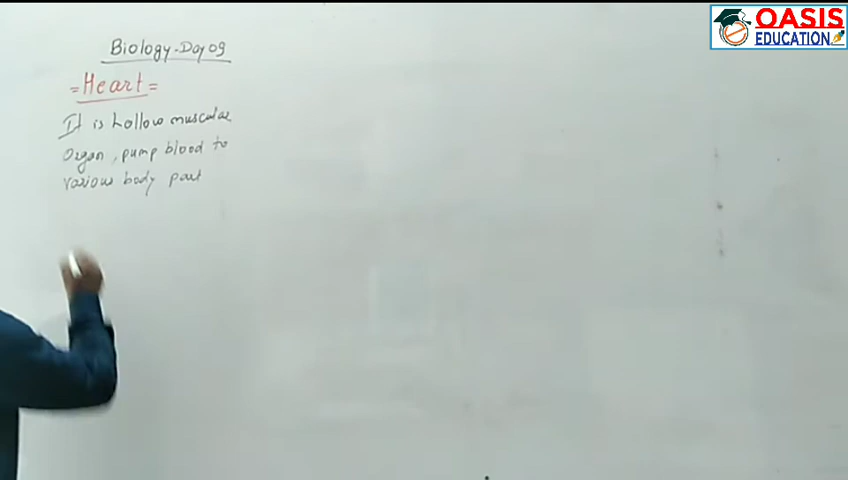 Biology-Day 09
=Heart=
It is hollow muscular
Organ, pump blood to
various body part
OASIS
EDUCATION